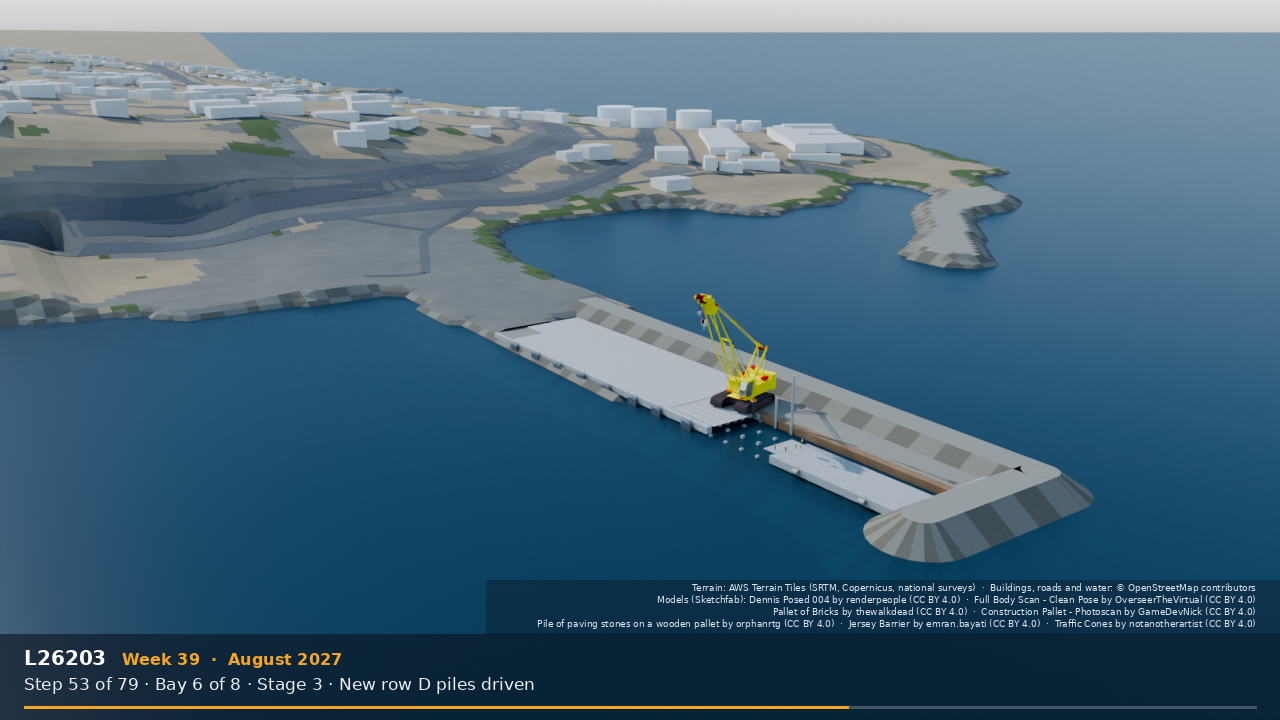 Terrain: AWS Terrain Tiles (SRTM, Copernicus, national surveys) · Buildings, roads and water: © OpenStreetMap contributors
Models (Sketchfab): Dennis Posed 004 by renderpeople (CC BY 4.0) · Full Body Scan - Clean Pose by OverseerTheVirtual (CC BY 4.0)
Pallet of Bricks by thewalkdead (CC BY 4.0) · Construction Pallet - Photoscan by GameDevNick (CC BY 4.0)
Pile of paving stones on a wooden pallet by orphanrtg (CC BY 4.0) · Jersey Barrier by emran.bayati (CC BY 4.0) · Traffic Cones by notanotherartist (CC BY 4.0)
L26203 Week 39 · August 2027
Step 53 of 79 · Bay 6 of 8 · Stage 3 · New row D piles driven